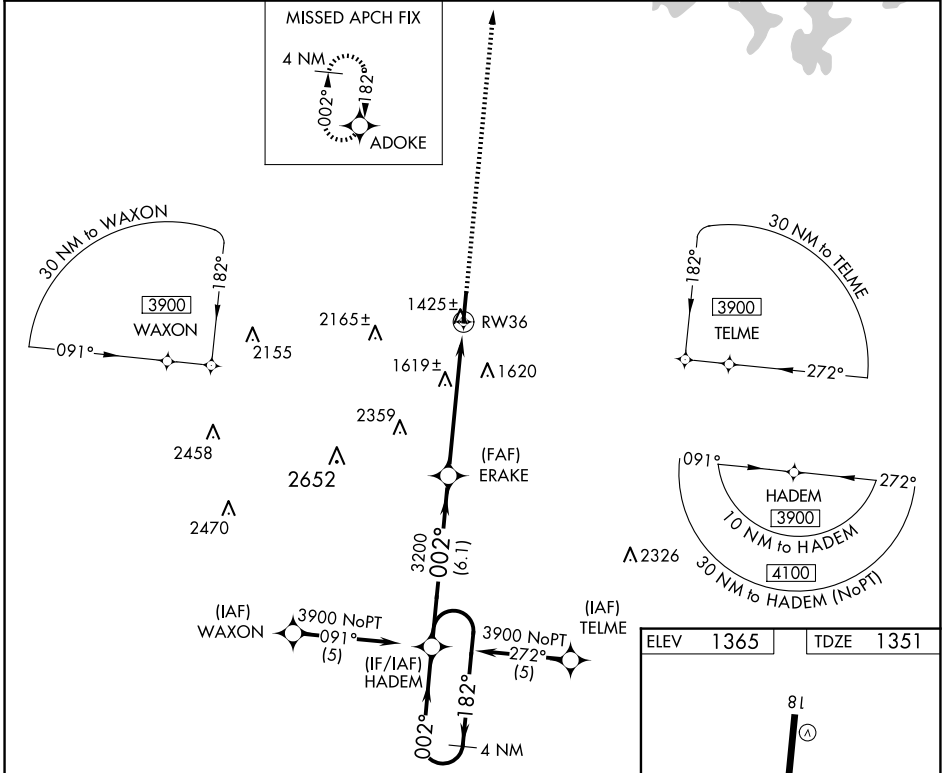 MISSED APCH FIX
4 NM
002°
182°
ADOKE
30 NM to WAXON
182°
3900
WAXON
091°
2155
2165±
1425±
RW36
1619±
1620
30 NM to TELME
182°
3900
TELME
272°
2458
2359
2652
2470
(FAF)
ERAKE
091°
272°
HADEM
3900
10 NM to HADEM
4100
30 NM to HADEM (NoPT)
2326
3200
002°
(6.1)
(IAF)
WAXON
3900 NoPT
091°
(5)
(IF/IAF)
HADEM
3900 NoPT
272°
(5)
(IAF)
TELME
002°
182°
4 NM
ELEV 1365
TDZE 1351
18